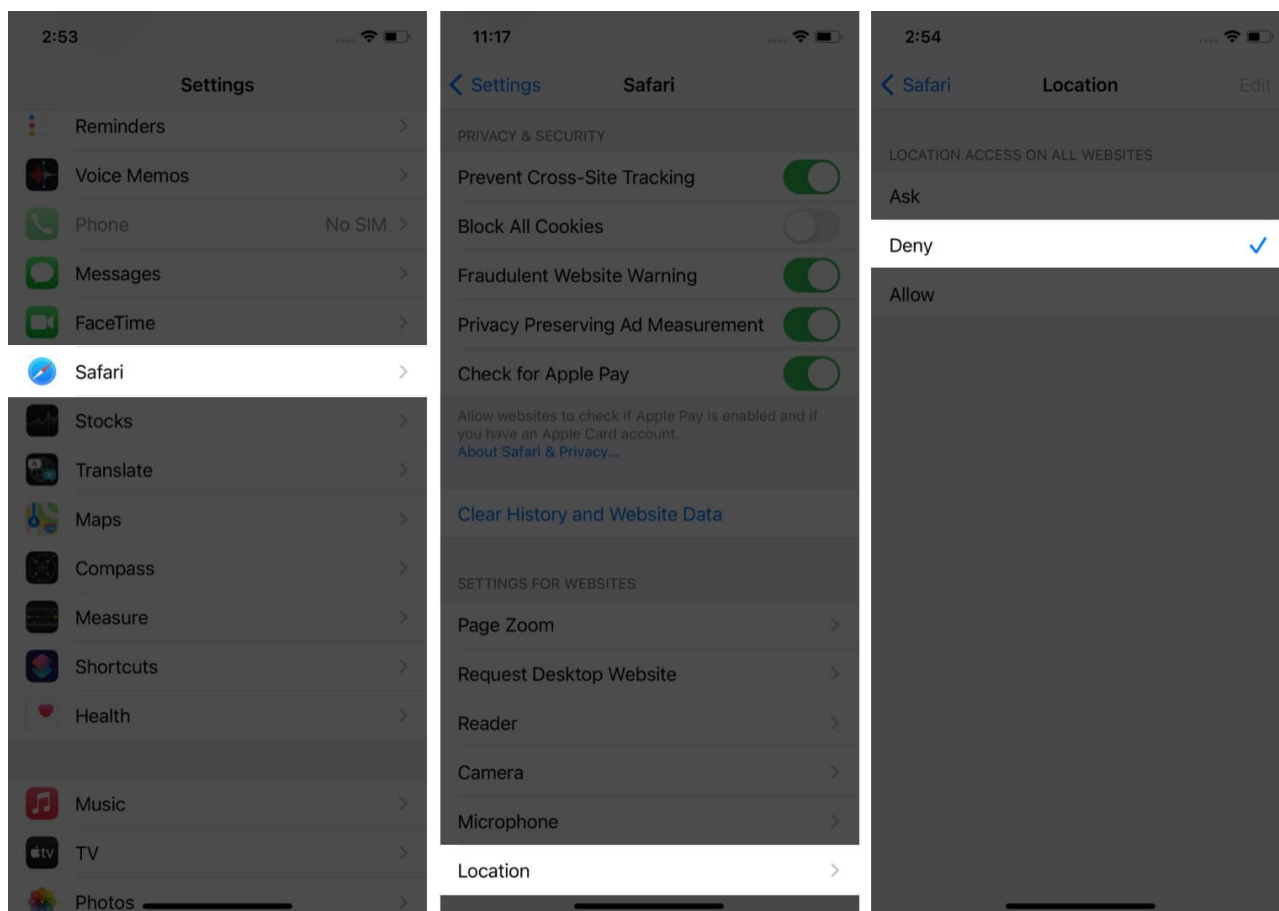 2:53
Settings
Reminders
Voice Memos
Phone No SIM
Messages
FaceTime
Safari
Stocks
Translate
Maps
Compass
Measure
Shortcuts
Health
Music
tv TV
Photos
11:17
Settings Safari
PRIVACY & SECURITY
Prevent Cross-Site Tracking
Block All Cookies
Fraudulent Website Warning
Privacy Preserving Ad Measurement
Check for Apple Pay
Allow websites to check if Apple Pay is enabled and if
you have an Apple Card account.
About Safari & Privacy...
Clear History and Website Data
SETTINGS FOR WEBSITES
Page Zoom
Request Desktop Website
Reader
Camera
Microphone
Location
2:54
Safari Location Edit
LOCATION ACCESS ON ALL WEBSITES
Ask
Deny
Allow